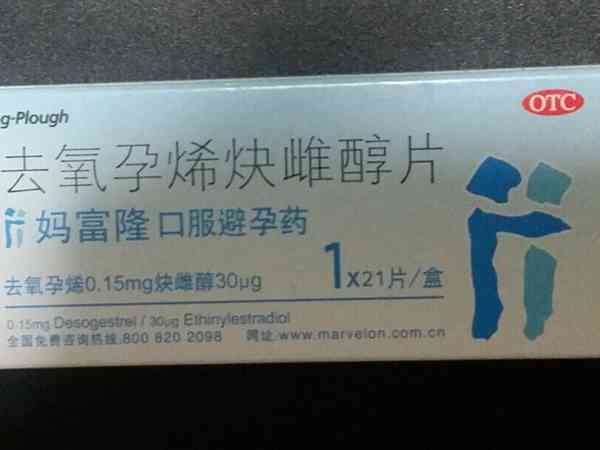 g-Plough
OTC
去氧孕烯炔雌醇片
妈富隆口服避孕药
去氧孕烯0.15mg炔雌醇30μg
1x21片/盒
0.15mg Desogestrel / 30μg Ethinylestradiol
全国免费咨询热线:800 820 2098 网址:www.marvelon.com.cn